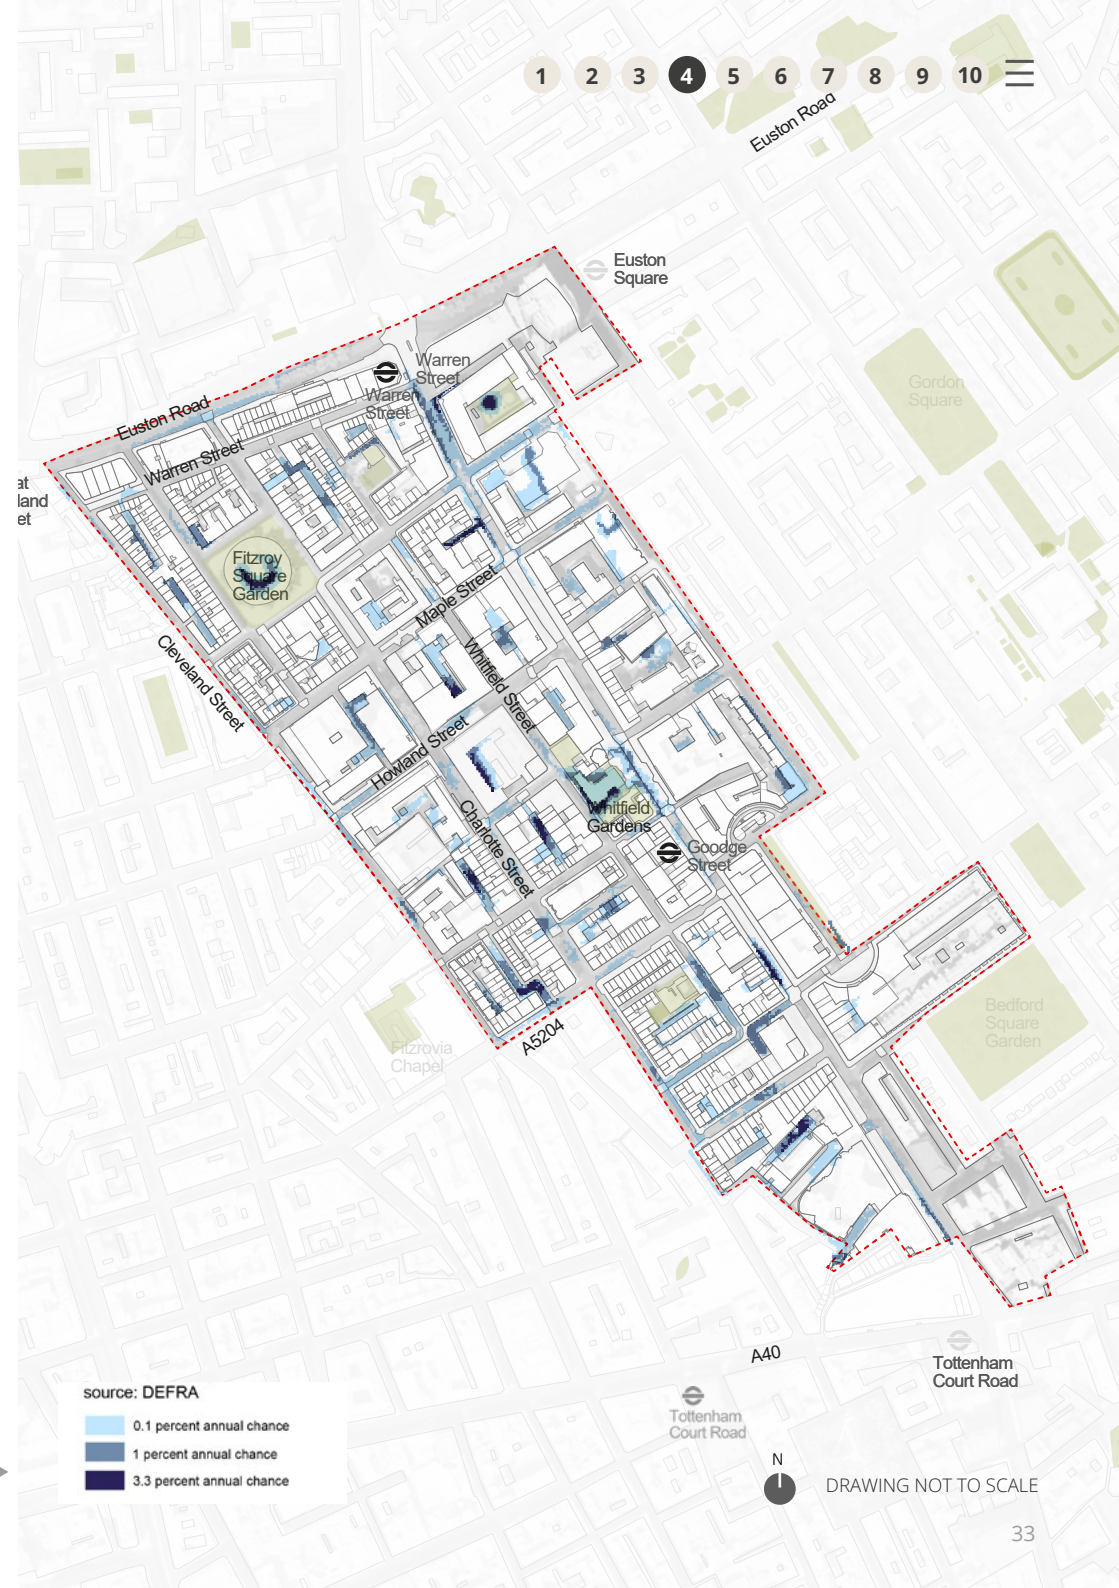 1 2 3 4 5 6 7 8 9 10
Euston Road
Euston
Square
Warren
Street
Warren
Street
Gordon
Square
Euston Road
Warren Street
at
land
et
Fitzroy
Square
Garden
Maple Street
Cleveland Street
Whitfield Street
Howland Street
Charlotte Street
Whitfield
Gardens
Goodge
Street
Bedford
Square
Garden
A5204
Fitzrovia
Chapel
A40
Tottenham
Court Road
Tottenham
Court Road
source: DEFRA
0.1 percent annual chance
1 percent annual chance
3.3 percent annual chance
N
DRAWING NOT TO SCALE
33